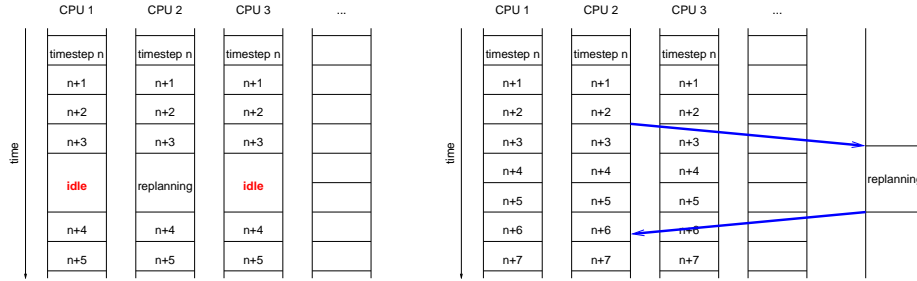 CPU 1 CPU 2 CPU 3 ...
timestep n timestep n timestep n
n+1 n+1 n+1
n+2 n+2 n+2
n+3 n+3 n+3
time
idle replanning idle
n+4 n+4 n+4
n+5 n+5 n+5
CPU 1 CPU 2 CPU 3 ...
timestep n timestep n timestep n
n+1 n+1 n+1
n+2 n+2 n+2
n+3 n+3 n+3
time
n+4 n+4 n+4
replanning
n+5 n+5 n+5
n+6 n+6 n+6
n+7 n+7 n+7